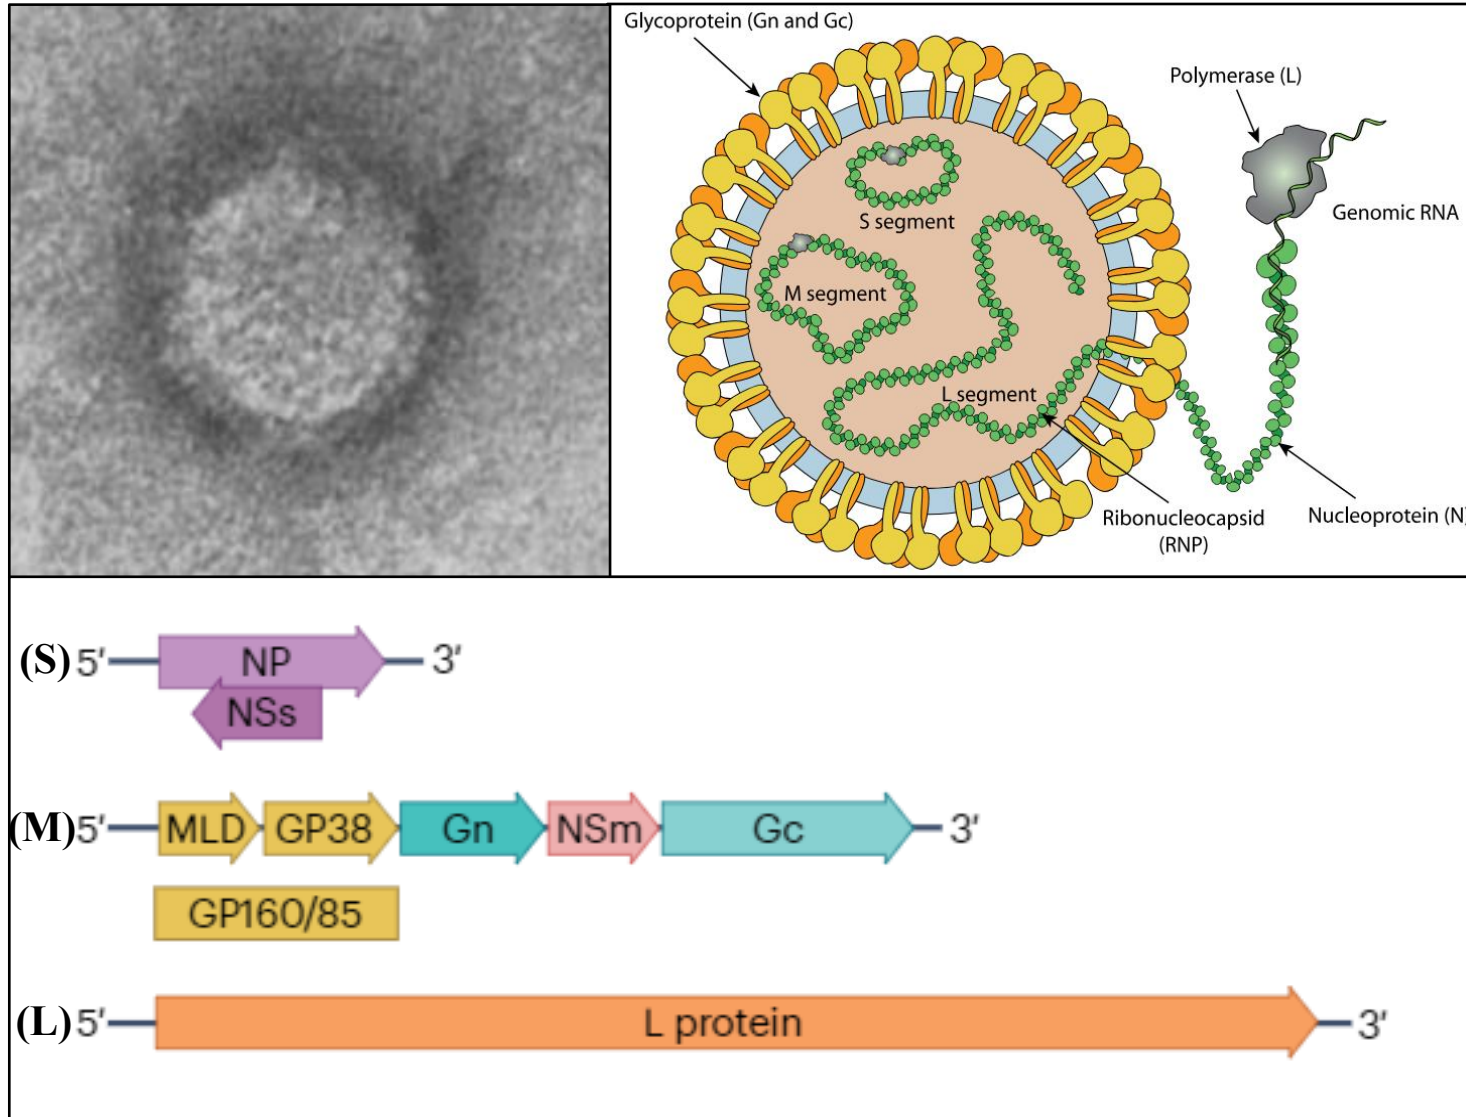 Glycoprotein (Gn and Gc)
Polymerase (L)
Genomic RNA
S segment
M segment
L segment
Ribonucleocapsid
(RNP)
Nucleoprotein (N)
(S) 5′ NP 3′
NSs
(M) 5′ MLD GP38 Gn NSm Gc 3′
GP160/85
(L) 5′ L protein 3′